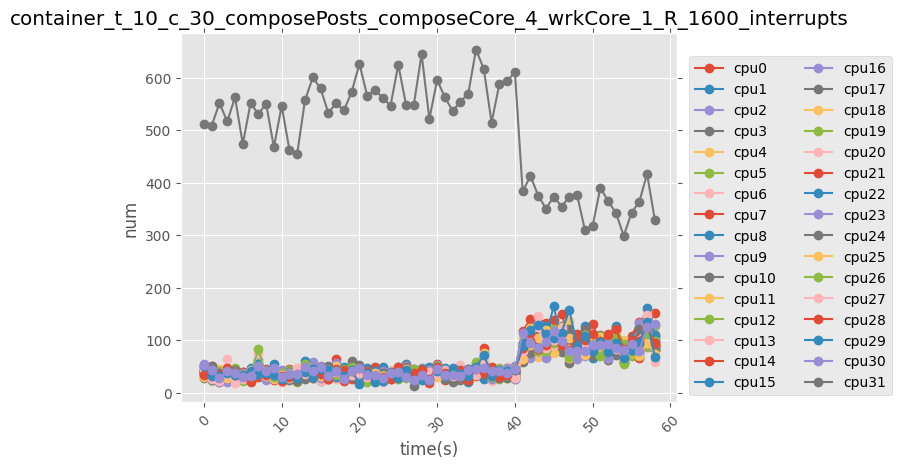 container_t_10_c_30_composePosts_composeCore_4_wrkCore_1_R_1600_interrupts
600
500
400
300
200
100
0
num
0 10 20 30 40 50 60
time(s)
cpu0
cpu1
cpu2
cpu3
cpu4
cpu5
cpu6
cpu7
cpu8
cpu9
cpu10
cpu11
cpu12
cpu13
cpu14
cpu15
cpu16
cpu17
cpu18
cpu19
cpu20
cpu21
cpu22
cpu23
cpu24
cpu25
cpu26
cpu27
cpu28
cpu29
cpu30
cpu31